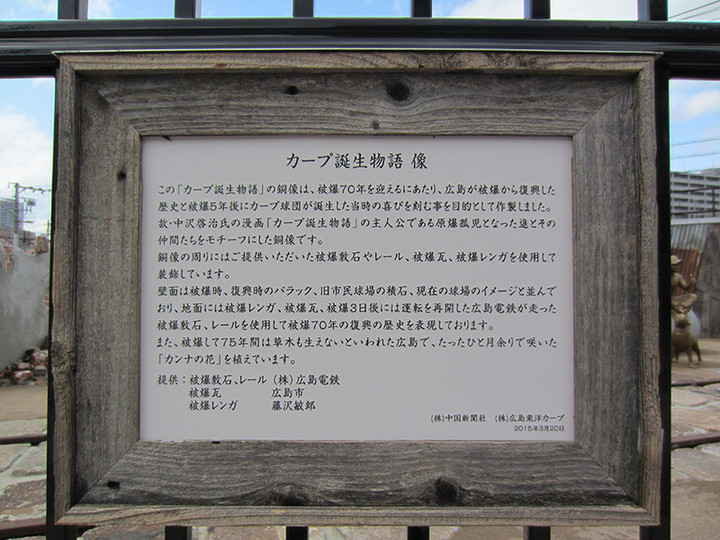 カープ誕生物語 像
この「カープ誕生物語」の銅像は、被爆70年を迎えるにあたり、広島が被爆から復興した
歴史と被爆5年後にカープ球団が誕生した当時の喜びを刻む事を目的として作製しました。
故・中沢啓治氏の漫画「カープ誕生物語」の主人公である原爆孤児となった進とその
仲間たちをモチーフにした銅像です。
銅像の周りにはご提供いただいた被爆敷石やレール、被爆瓦、被爆レンガを使用して
装飾しています。
壁面は被爆時、復興時のバラック、旧市民球場の積石、現在の球場のイメージと並んで
おり、地面には被爆レンガ、被爆瓦、被爆3日後には運転を再開した広島電鉄が走った
被爆敷石、レールを使用して被爆70年の復興の歴史を表現しております。
また、被爆して75年間は草木も生えないといわれた広島で、たったひと月余りで咲いた
「カンナの花」を植えています。
提供：被爆敷石、レール （株）広島電鉄
被爆瓦 広島市
被爆レンガ 藤沢敏郎
（株）中国新聞社 （株）広島東洋カープ
2015年3月20日